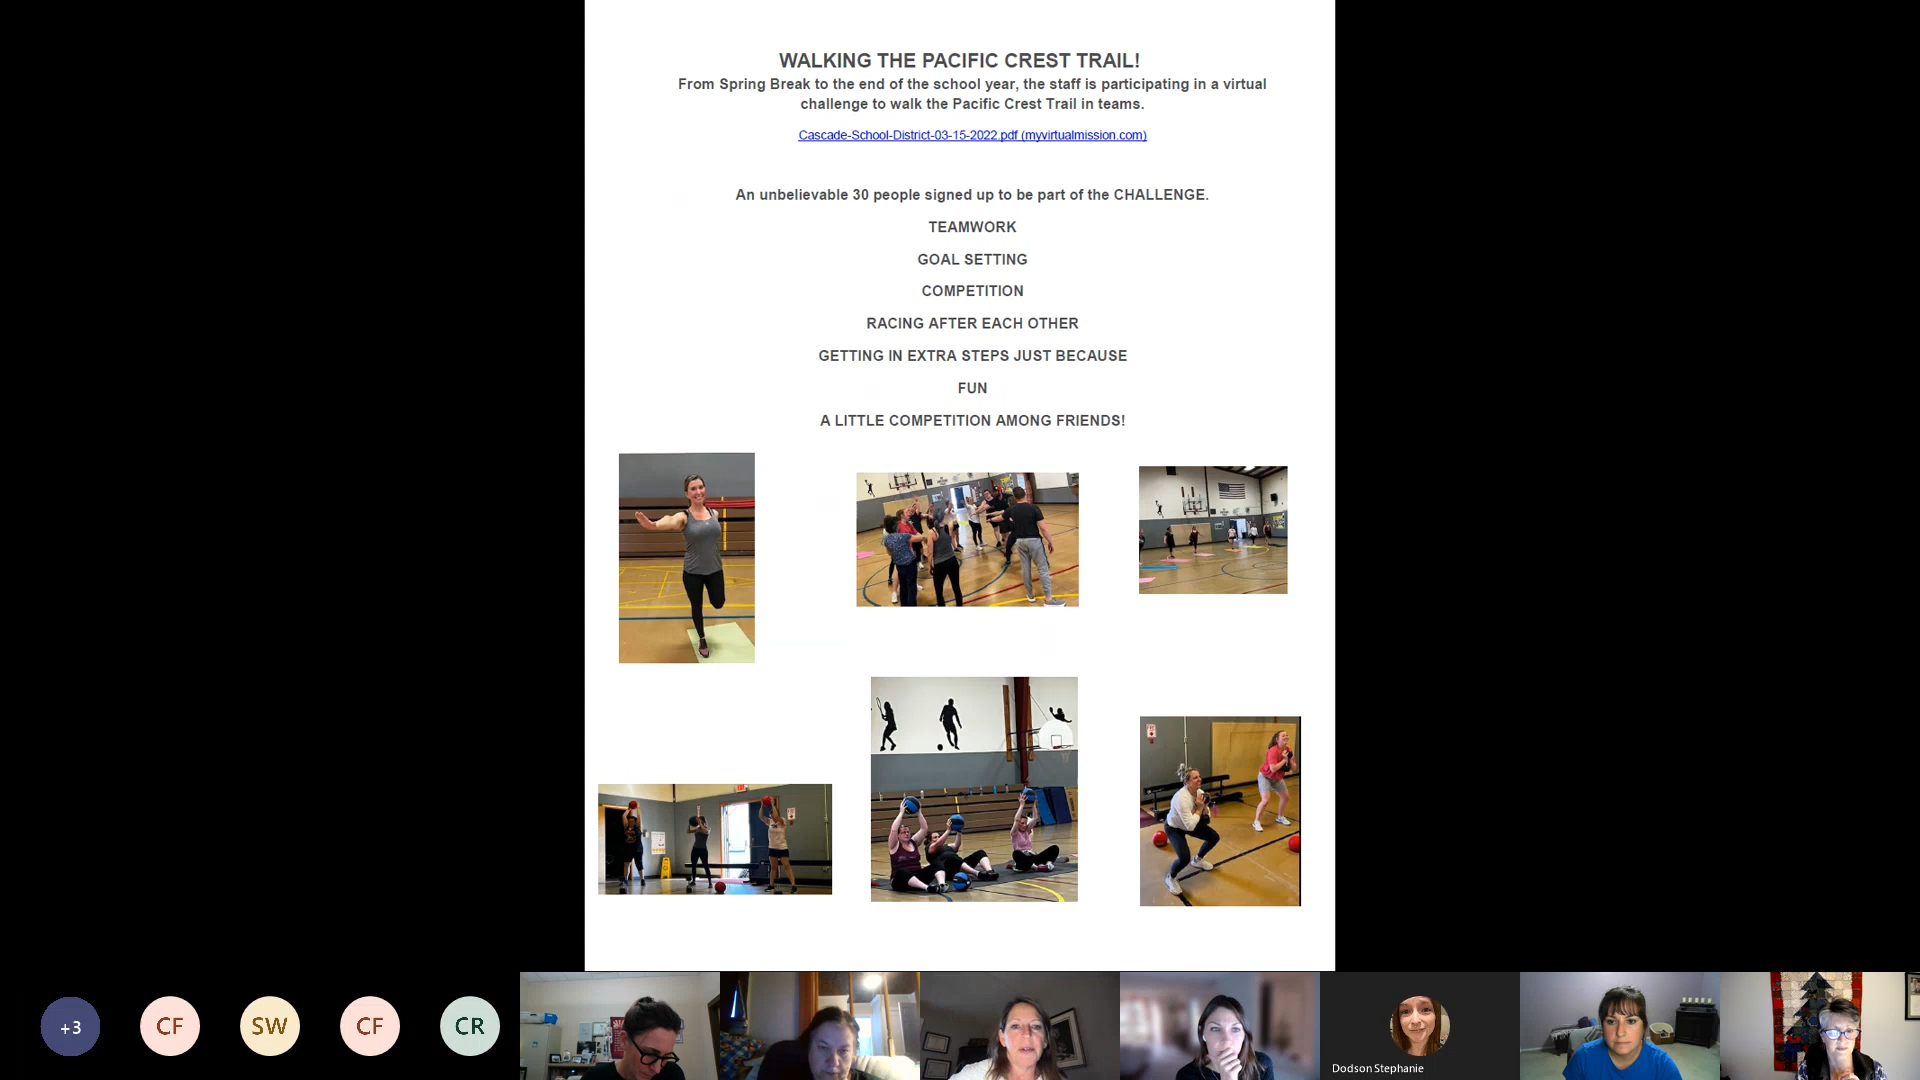 WALKING THE PACIFIC CREST TRAIL!
From Spring Break to the end of the school year, the staff is participating in a virtual
challenge to walk the Pacific Crest Trail in teams.
Cascade-School-District-03-15-2022.pdf (myvirtualmission.com)
An unbelievable 30 people signed up to be part of the CHALLENGE.
TEAMWORK
GOAL SETTING
COMPETITION
RACING AFTER EACH OTHER
GETTING IN EXTRA STEPS JUST BECAUSE
FUN
A LITTLE COMPETITION AMONG FRIENDS!
+3
CF
SW
CF
CR
Dodson Stephanie